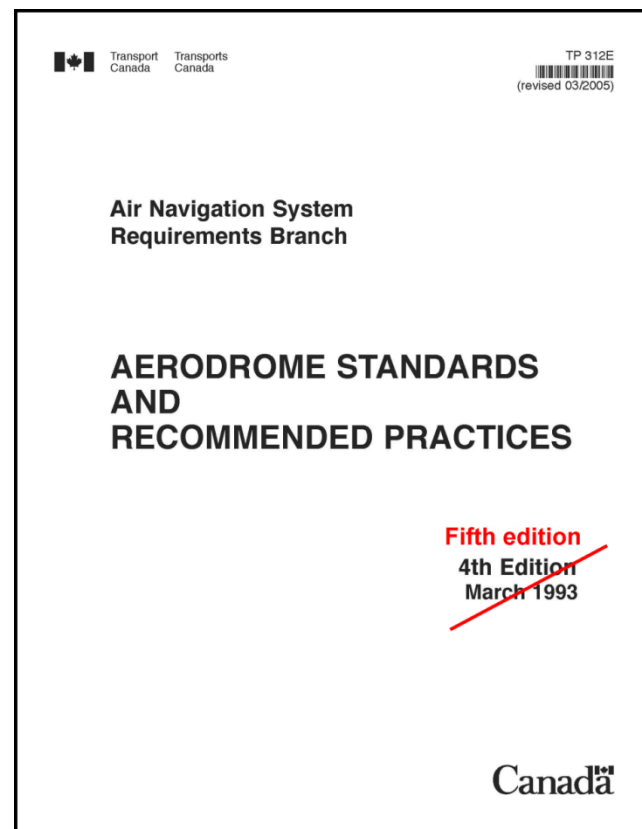 Transport Transports
Canada Canada
TP 312E
(revised 03/2005)
Air Navigation System
Requirements Branch
AERODROME STANDARDS
AND
RECOMMENDED PRACTICES
Fifth edition
4th Edition
March 1993
Canada